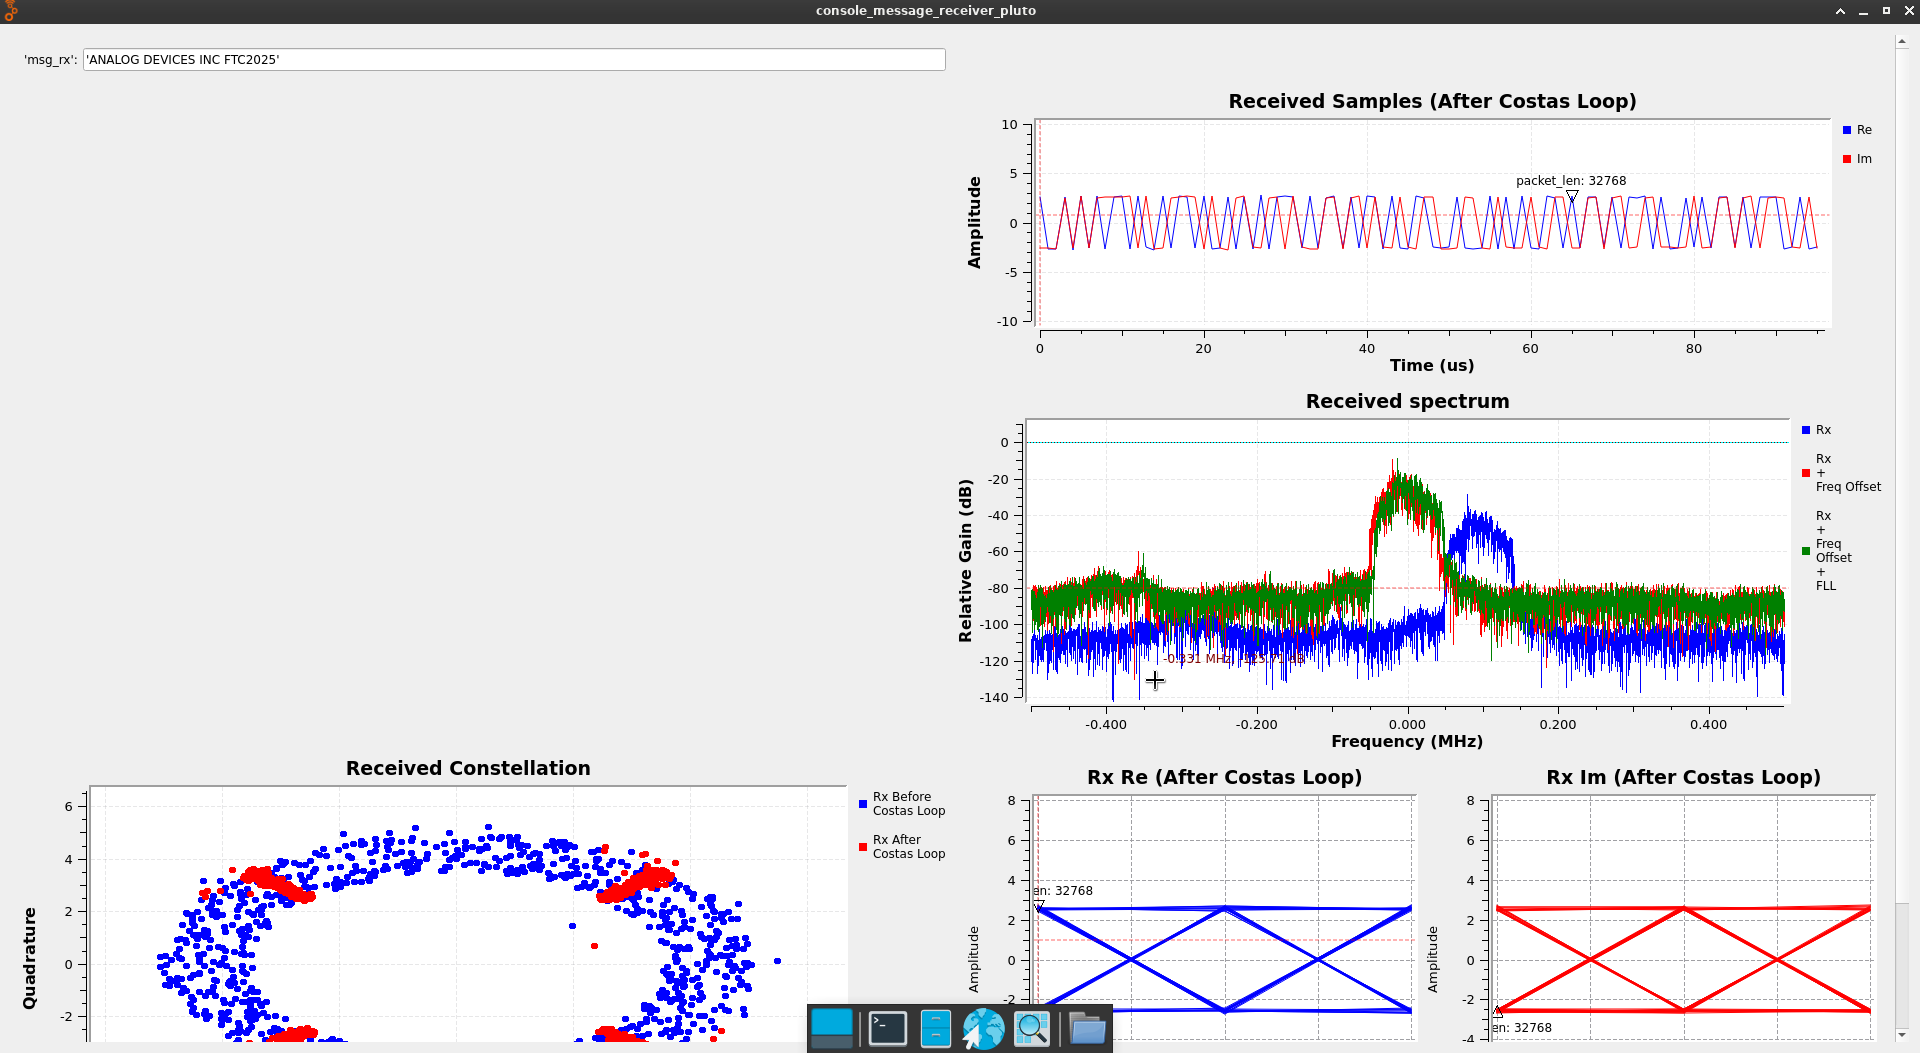 console_message_receiver_pluto
'msg_rx': 'ANALOG DEVICES INC FTC2025'
Received Samples (After Costas Loop)
10
5
0
-5
-10
Amplitude
packet_len: 32768
Re
Im
0 20 40 60 80
Time (us)
Received spectrum
0
-20
-40
-60
-80
-100
-120
-140
Relative Gain (dB)
Rx
Rx
+
Freq Offset
Rx
+
Freq
Offset
+
FLL
-0.331 MHz
-0.400 -0.200 0.000 0.200 0.400
Frequency (MHz)
Received Constellation
6
4
2
0
-2
Quadrature
Rx Before
Costas Loop
Rx After
Costas Loop
Rx Re (After Costas Loop)
8
6
4
2
0
-2
Amplitude
en: 32768
Rx Im (After Costas Loop)
8
6
4
2
0
-2
-4
Amplitude
en: 32768